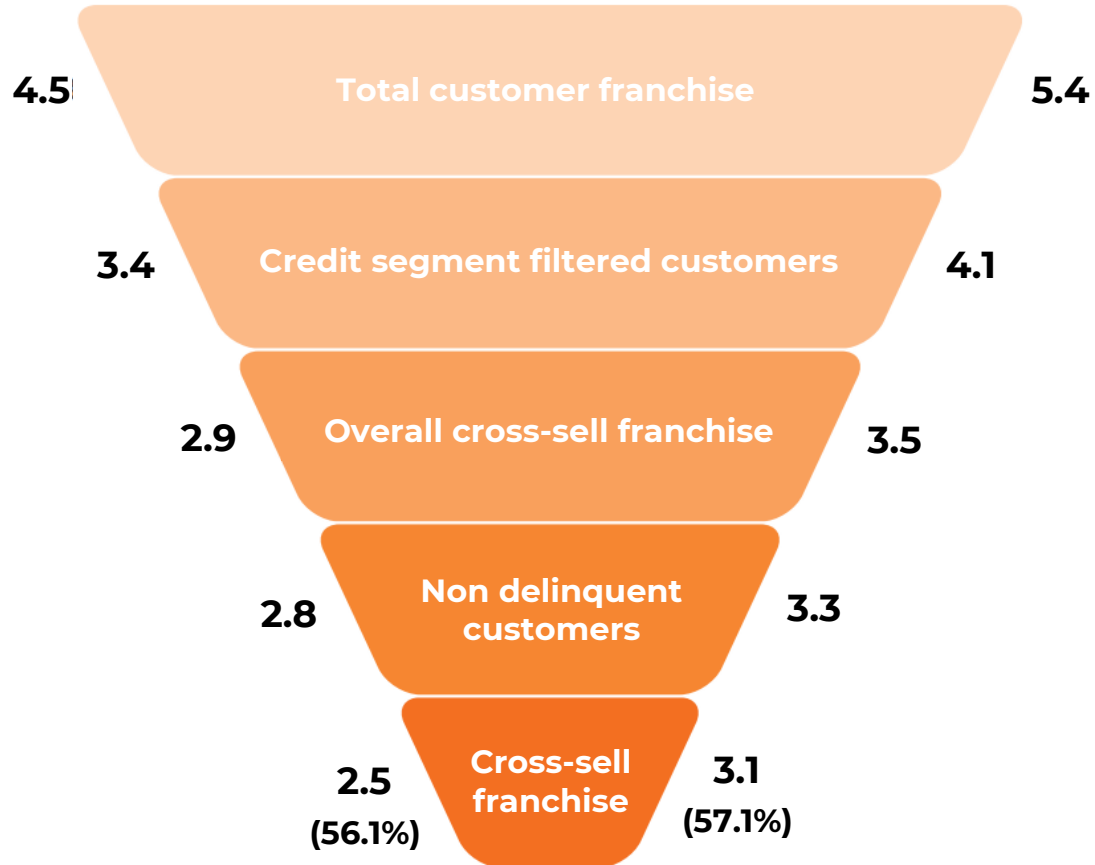 4.5
Total customer franchise
5.4
3.4
Credit segment filtered customers
4.1
2.9
Overall cross-sell franchise
3.5
2.8
Non delinquent
customers
3.3
2.5
(56.1%)
Cross-sell
franchise
3.1
(57.1%)